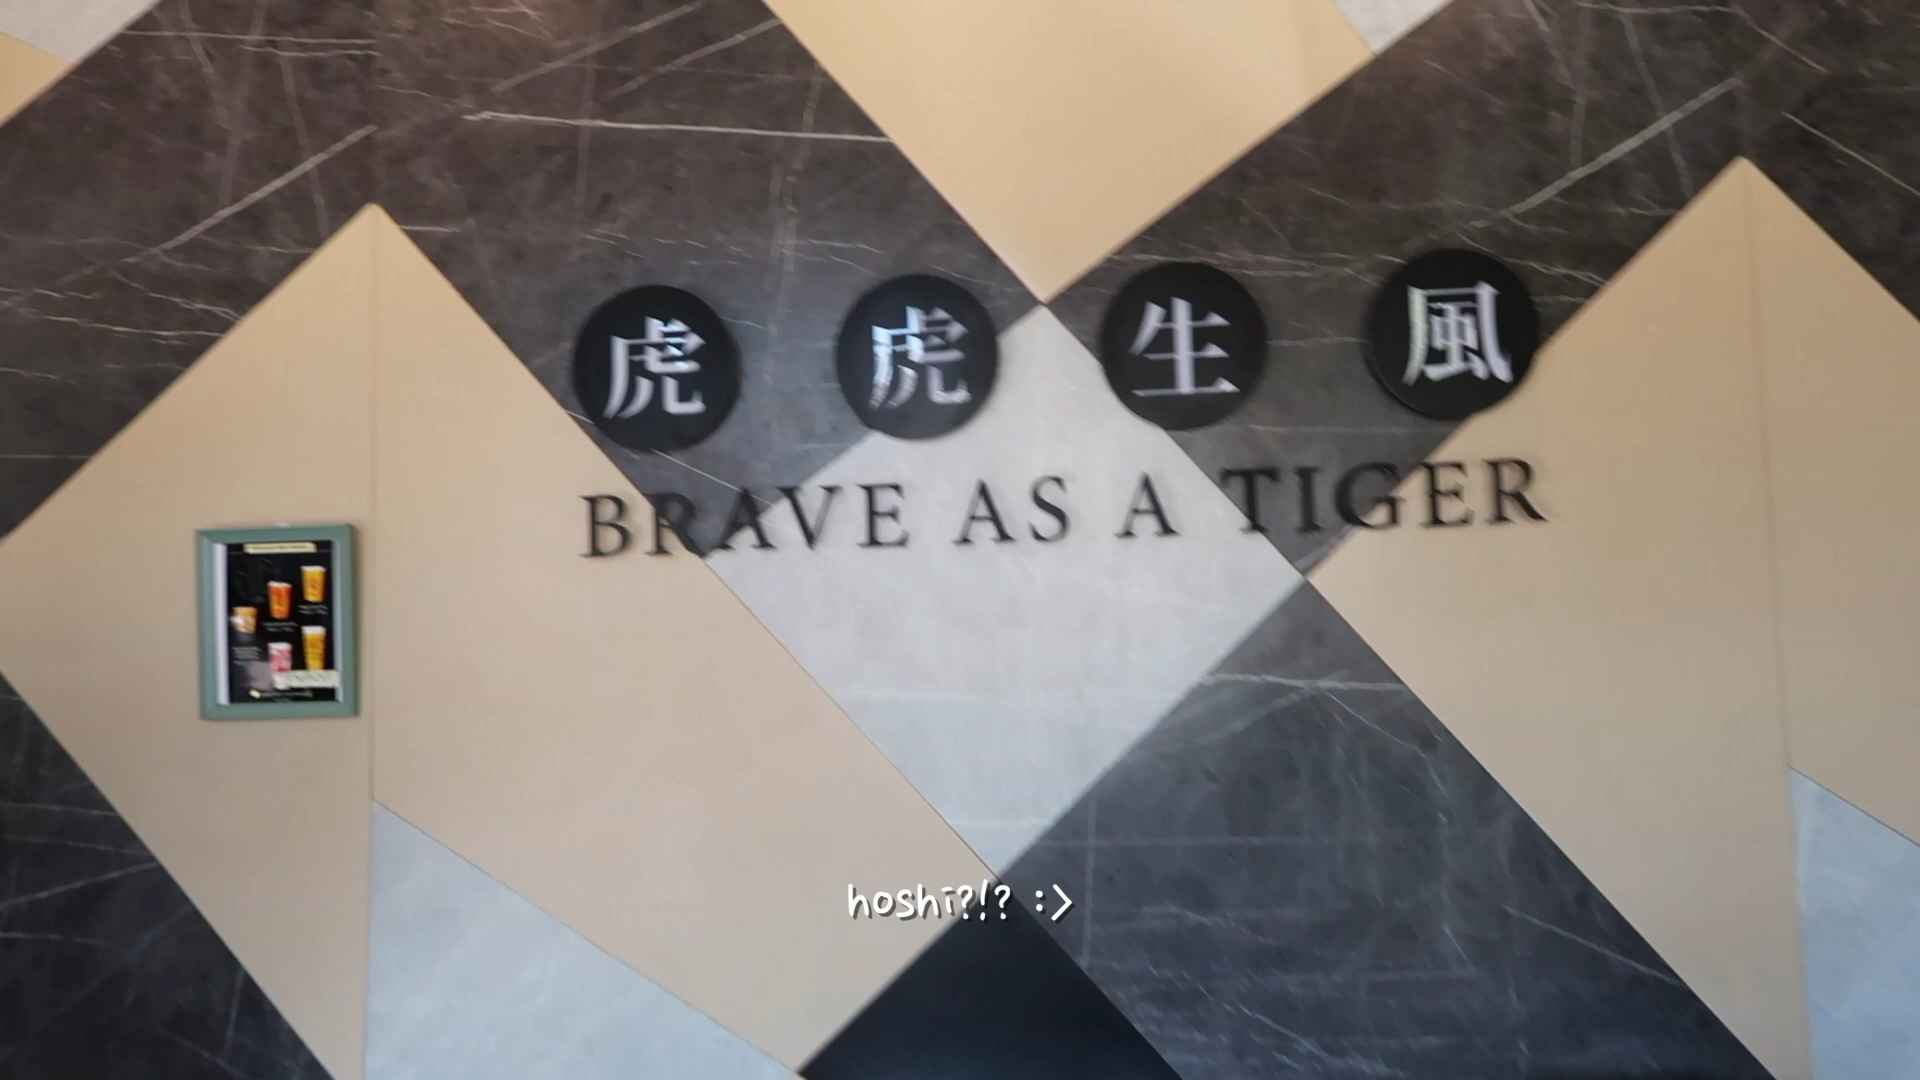 虎虎生風
BRAVE AS A TIGER
hoshi?!? :>